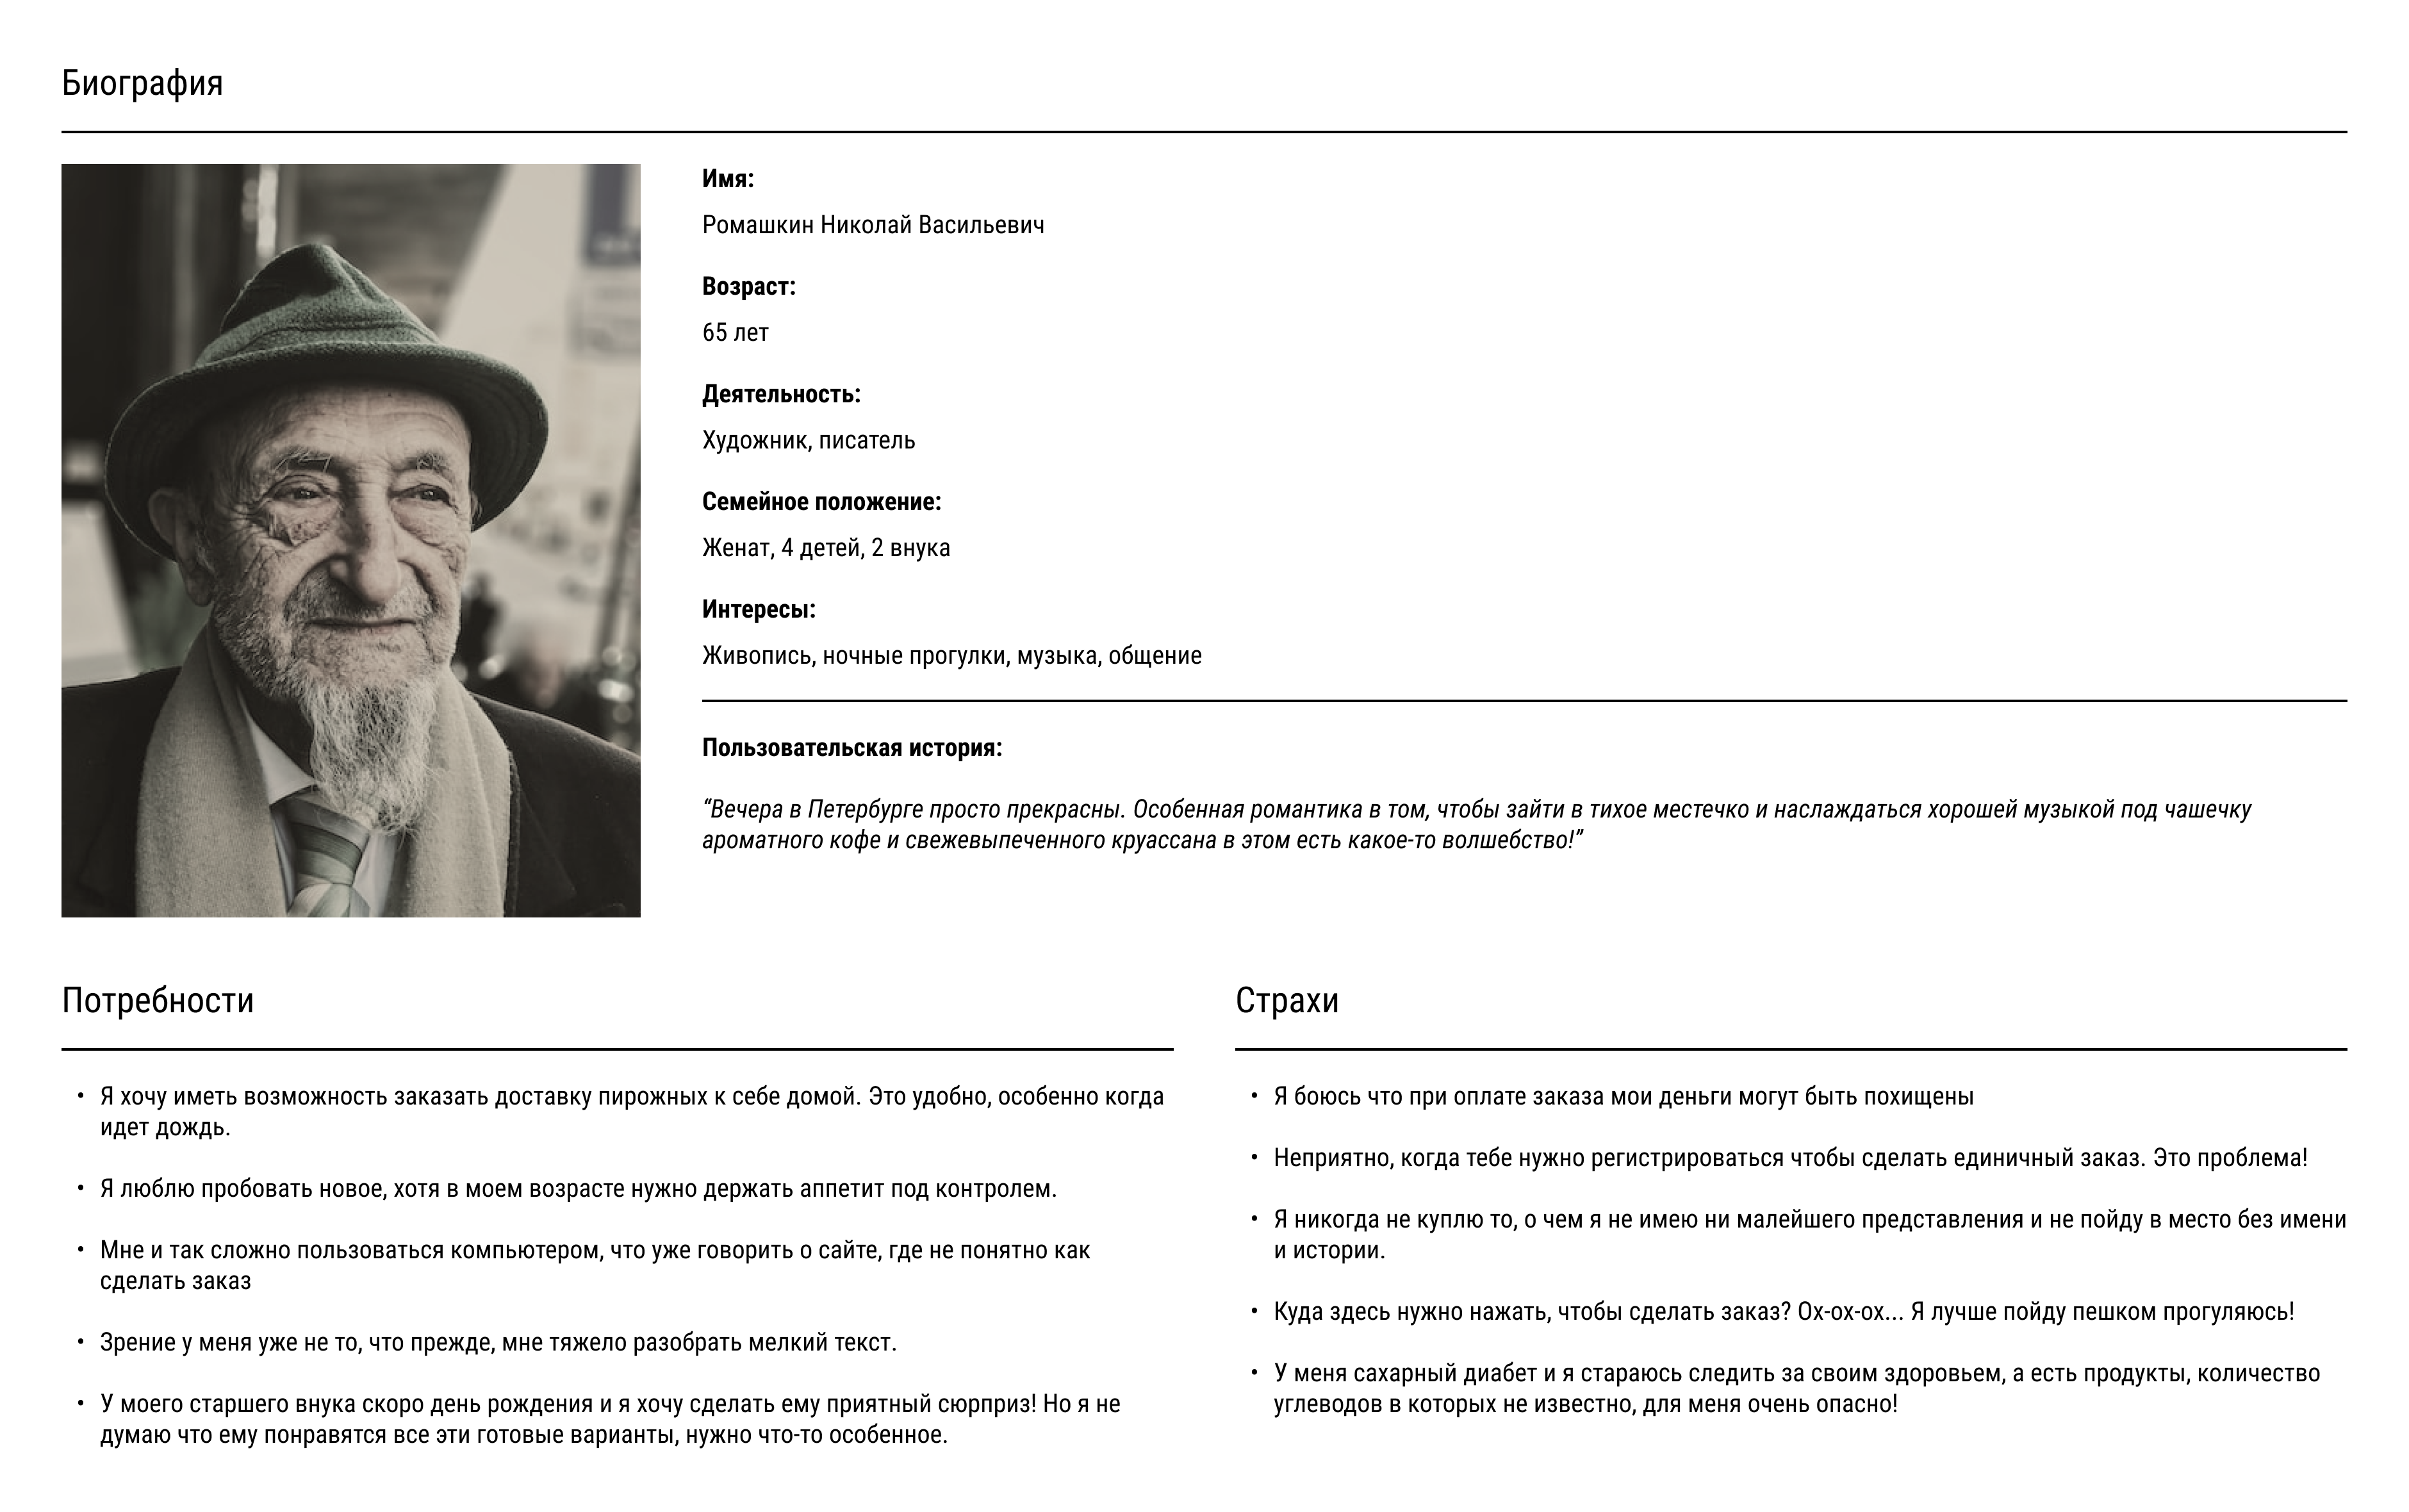 Биография
Имя:
Ромашкин Николай Васильевич
Возраст:
65 лет
Деятельность:
Художник, писатель
Семейное положение:
Женат, 4 детей, 2 внука
Интересы:
Живопись, ночные прогулки, музыка, общение
Пользовательская история:
“Вечера в Петербурге просто прекрасны. Особенная романтика в том, чтобы зайти в тихое местечко и наслаждаться хорошей музыкой под чашечку
ароматного кофе и свежевыпеченного круассана в этом есть какое-то волшебство!”
Потребности
• Я хочу иметь возможность заказать доставку пирожных к себе домой. Это удобно, особенно когда
идет дождь.
• Я люблю пробовать новое, хотя в моем возрасте нужно держать аппетит под контролем.
• Мне и так сложно пользоваться компьютером, что уже говорить о сайте, где не понятно как
сделать заказ
• Зрение у меня уже не то, что прежде, мне тяжело разобрать мелкий текст.
• У моего старшего внука скоро день рождения и я хочу сделать ему приятный сюрприз! Но я не
думаю что ему понравятся все эти готовые варианты, нужно что-то особенное.
Страхи
• Я боюсь что при оплате заказа мои деньги могут быть похищены
• Неприятно, когда тебе нужно регистрироваться чтобы сделать единичный заказ. Это проблема!
• Я никогда не куплю то, о чем я не имею ни малейшего представления и не пойду в место без имени
и истории.
• Куда здесь нужно нажать, чтобы сделать заказ? Ох-ох-ох... Я лучше пойду пешком прогуляюсь!
• У меня сахарный диабет и я стараюсь следить за своим здоровьем, а есть продукты, количество
углеводов в которых не известно, для меня очень опасно!